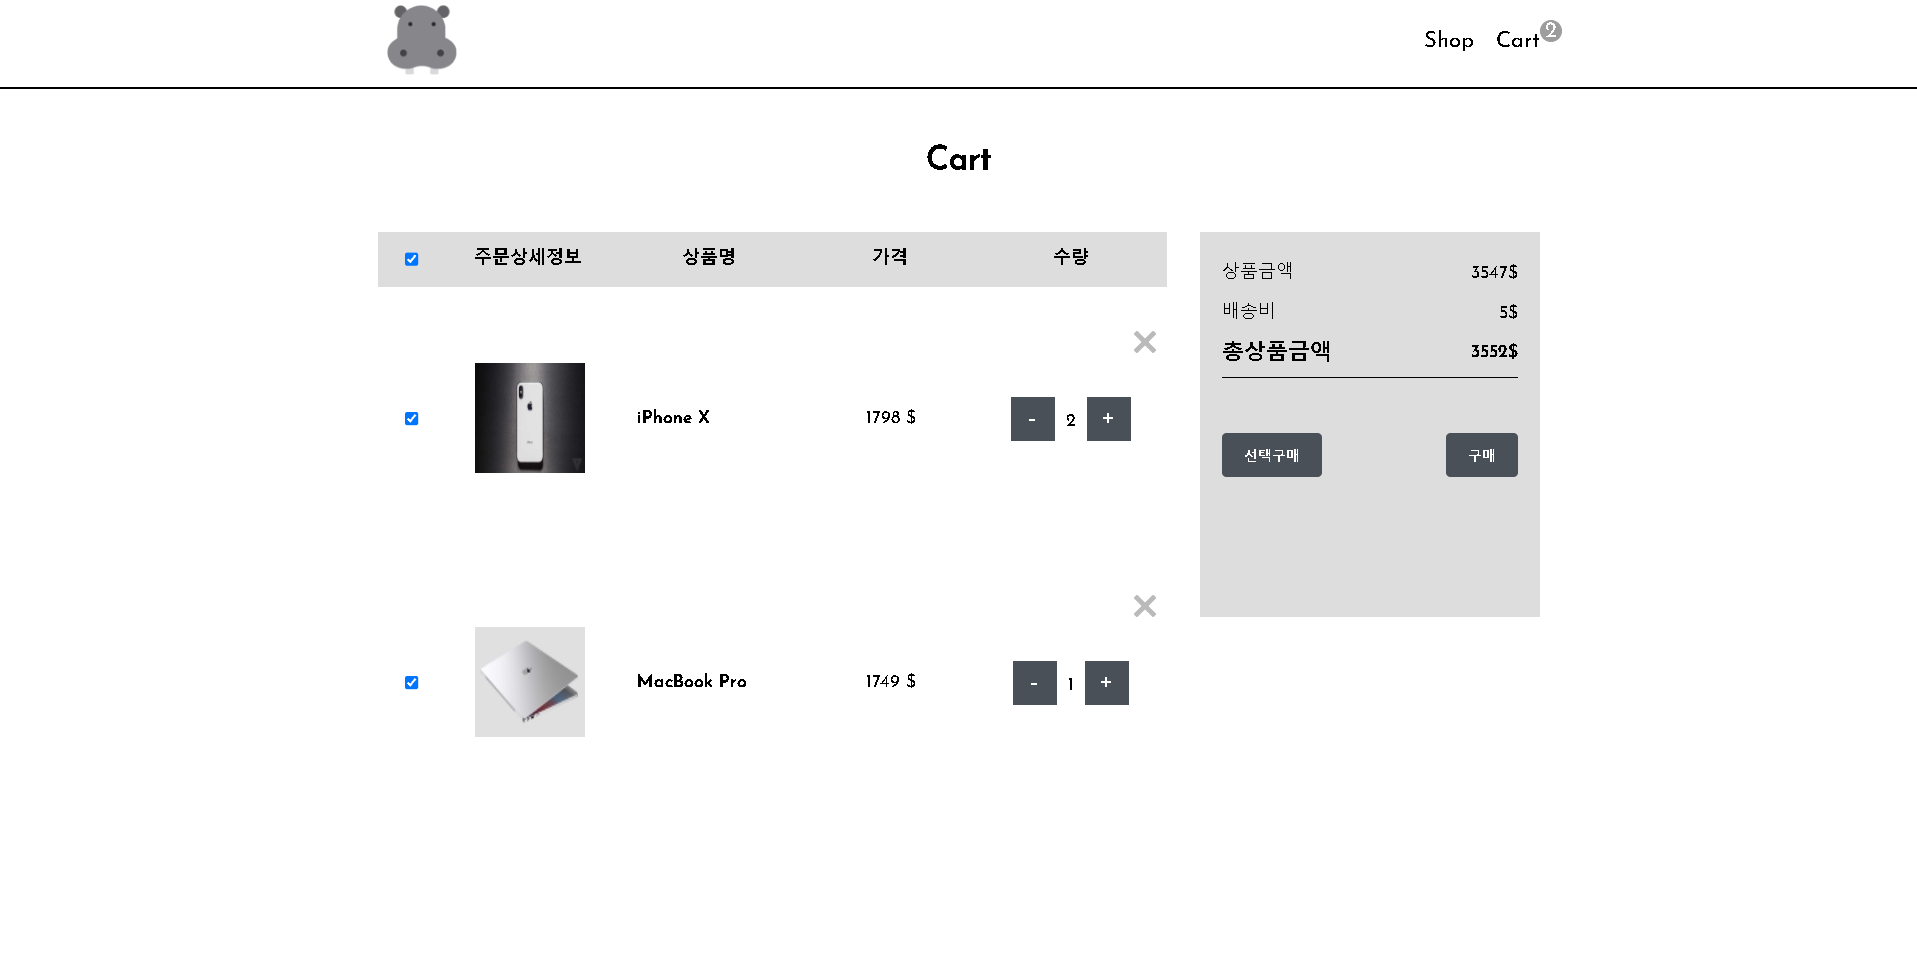 Shop Cart 2
Cart
주문상세정보 상품명 가격 수량
iPhone X 1798 $ - 2 +
MacBook Pro 1749 $ - 1 +
상품금액 3547$
배송비 5$
총상품금액 3552$
선택구매 구매